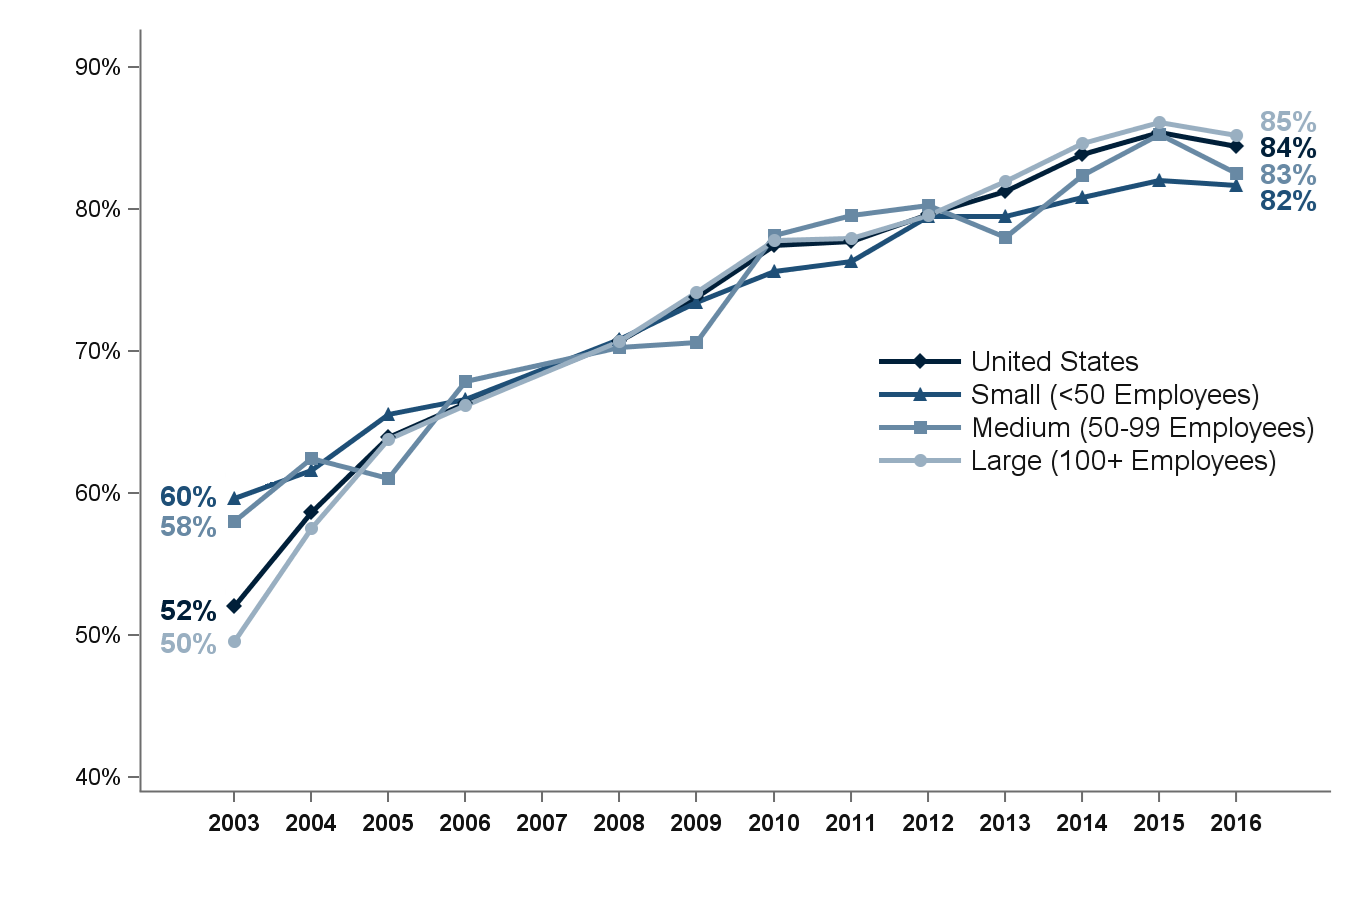 90%
80%
70%
60%
50%
40%
60%
58%
52%
50%
85%
84%
83%
82%
United States
Small (<50 Employees)
Medium (50-99 Employees)
Large (100+ Employees)
2003 2004 2005 2006 2007 2008 2009 2010 2011 2012 2013 2014 2015 2016